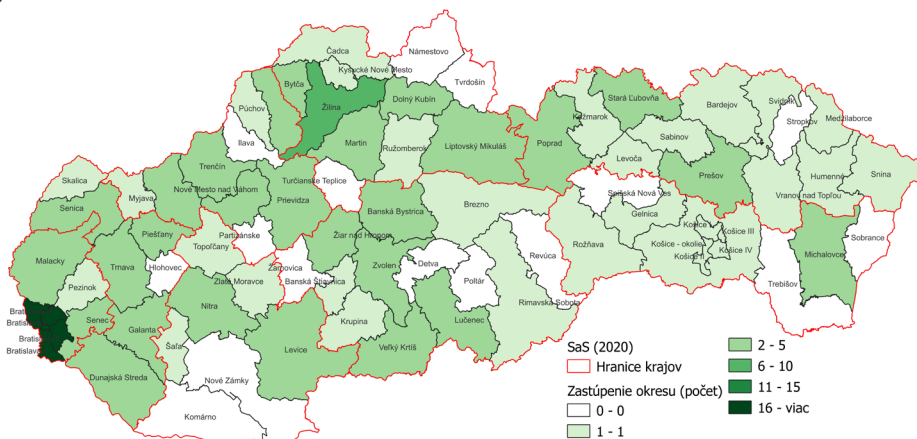 Čadca
Námestovo
Kysucké Nové Mesto
Tvrdošín
Bytča
Púchov
Žilina
Dolný Kubín
Stará Ľubovňa
Bardejov
Svidník
Stropkov
Medzilaborce
Kežmarok
Ilava
Martin
Ružomberok
Liptovský Mikuláš
Poprad
Sabinov
Levoča
Trenčín
Skalica
Myjava
Nové Mesto nad Váhom
Turčianske Teplice
Prievidza
Prešov
Humenné
Snina
Vranov nad Topľou
Spišská Nová Ves
Senica
Banská Bystrica
Brezno
Gelnica
Piešťany
Partizánske
Topoľčany
Žiar nad Hronom
Košice I
Košice III
Sobrance
Malacky
Trnava
Hlohovec
Žarnovica
Zvolen
Detva
Revúca
Rožňava
Košice - okolie
Košice II
Košice IV
Michalovce
Pezinok
Zlaté Moravce
Banská Štiavnica
Poltár
Trebišov
Nitra
Rimavská Sobota
Senec
Galanta
Krupina
Lučenec
Šaľa
Levice
Veľký Krtíš
Dunajská Streda
Nové Zámky
Komárno
Brati
Bratis
Bratis
Bratislava
SaS (2020)
Hranice krajov
Zastúpenie okresu (počet)
0 - 0
1 - 1
2 - 5
6 - 10
11 - 15
16 - viac